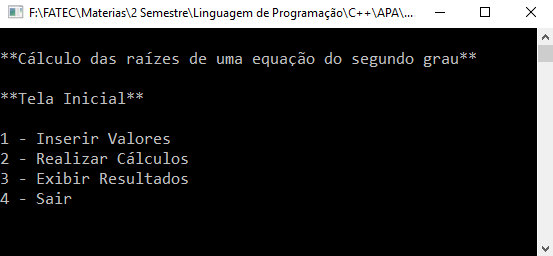 F:\FATEC\Materias\2 Semestre\Linguagem de Programação\C++\APA\...
**Cálculo das raízes de uma equação do segundo grau**
**Tela Inicial**
1 - Inserir Valores
2 - Realizar Cálculos
3 - Exibir Resultados
4 - Sair